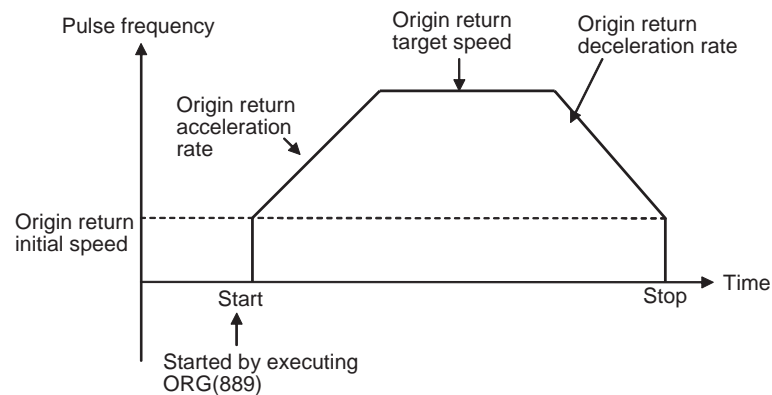 Pulse frequency
Origin return
target speed
Origin return
deceleration rate
Origin return
acceleration
rate
Origin return
initial speed
Start
Stop
Time
Started by executing
ORG(889)